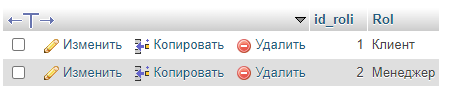 id_roli Rol
Изменить Копировать Удалить 1 Клиент
Изменить Копировать Удалить 2 Менеджер